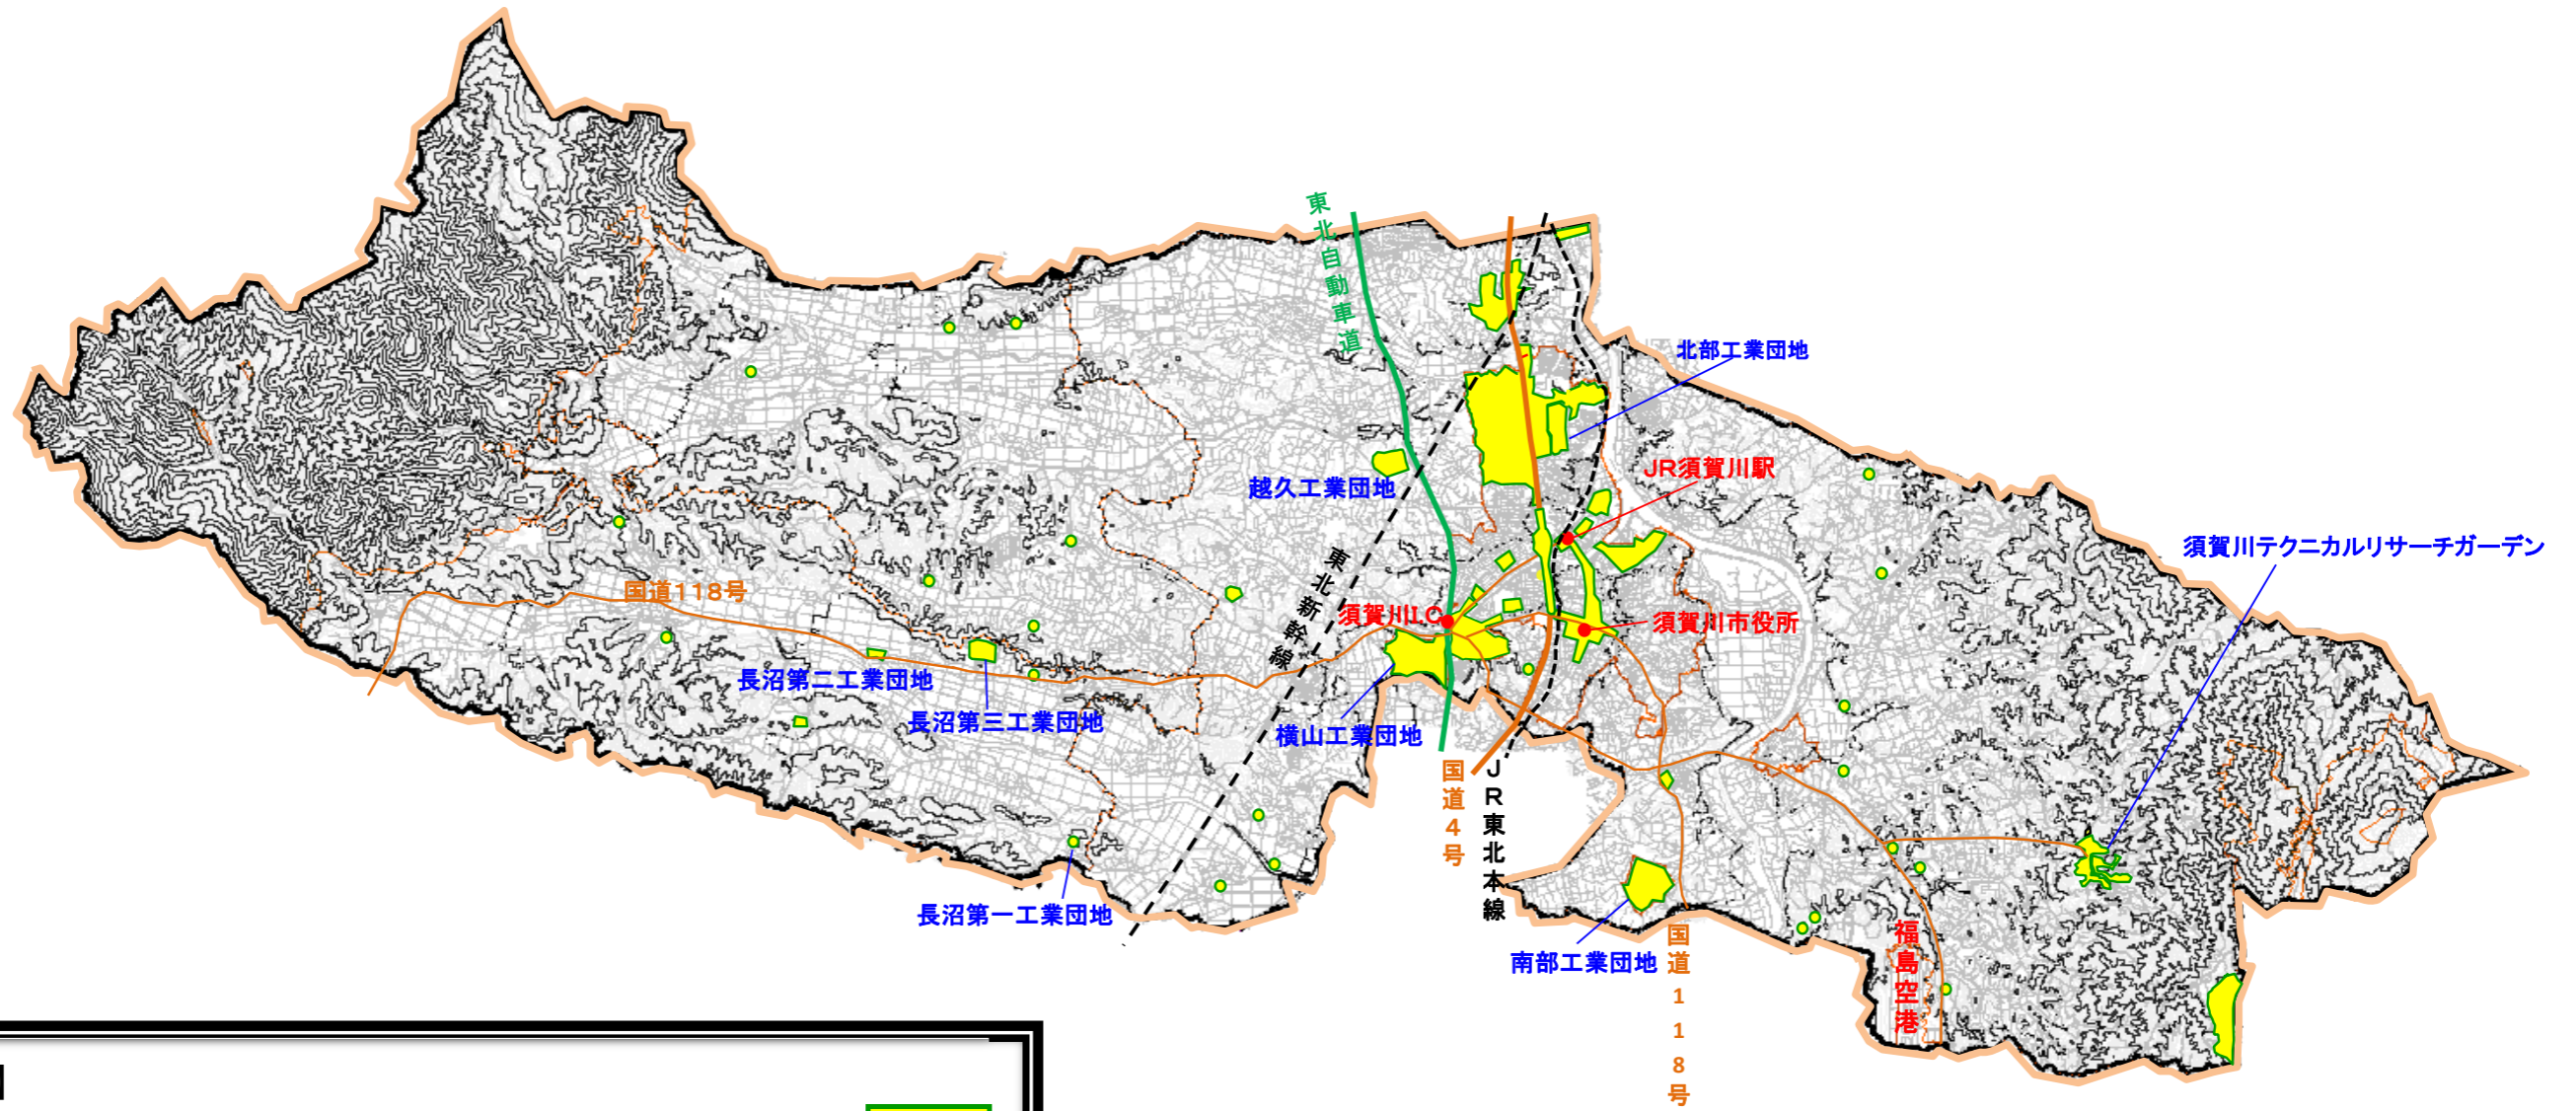 東北自動車道
北部工業団地
JR須賀川駅
越久工業団地
須賀川テクニカルリサーチガーデン
東北新幹線
国道118号
須賀川I.C
須賀川市役所
長沼第二工業団地
長沼第三工業団地
横山工業団地
国道4号
JR東北本線
長沼第一工業団地
南部工業団地
国道118号
福島空港